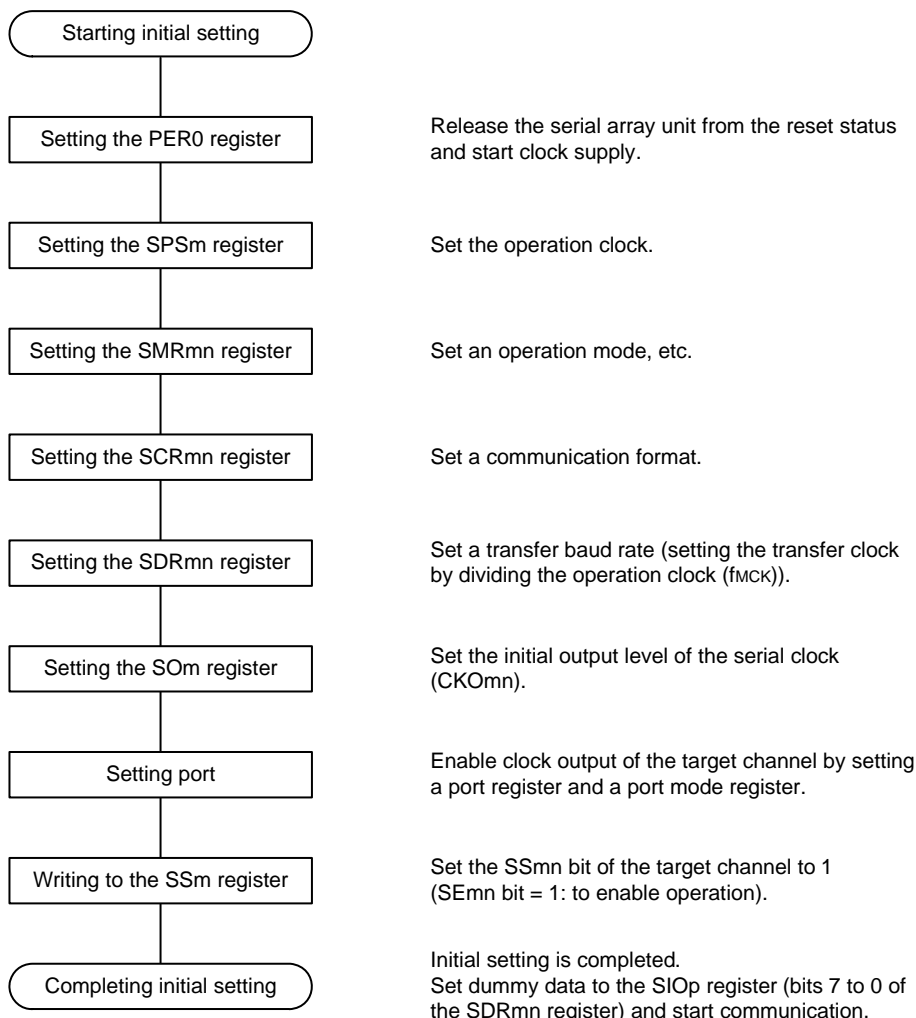 Starting initial setting
Setting the PER0 register
Release the serial array unit from the reset status
and start clock supply.
Setting the SPSm register
Set the operation clock.
Setting the SMRmn register
Set an operation mode, etc.
Setting the SCRmn register
Set a communication format.
Setting the SDRmn register
Set a transfer baud rate (setting the transfer clock
by dividing the operation clock (fMCK)).
Setting the SOm register
Set the initial output level of the serial clock
(CKOmn).
Setting port
Enable clock output of the target channel by setting
a port register and a port mode register.
Writing to the SSm register
Set the SSmn bit of the target channel to 1
(SEmn bit = 1: to enable operation).
Completing initial setting
Initial setting is completed.
Set dummy data to the SIOp register (bits 7 to 0 of
the SDRmn register) and start communication.